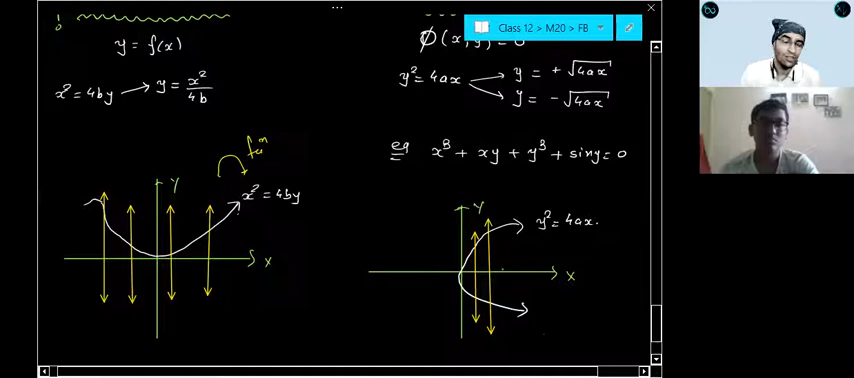 Class 12 > M20 > FB
y = f(x)
ϕ(x, y) = 0
x² = 4by → y = x²/4b
y² = 4ax
y = + √4ax
y = - √4ax
eg x³ + xy + y³ + siny = 0
funⁿ
x² = 4by
Y
X
Y
y² = 4ax.
X